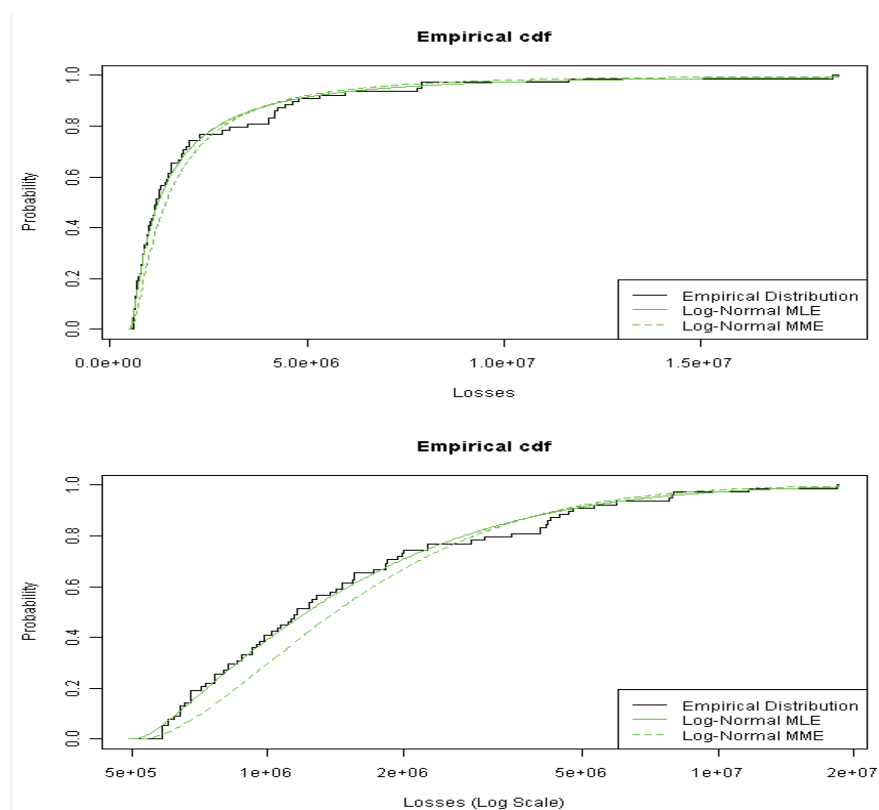 Empirical cdf
1.0
0.8
0.6
0.4
0.2
0.0
Probability
Empirical Distribution
Log-Normal MLE
Log-Normal MME
0.0e+00 5.0e+06 1.0e+07 1.5e+07
Losses
Empirical cdf
1.0
0.8
0.6
0.4
0.2
0.0
Probability
Empirical Distribution
Log-Normal MLE
Log-Normal MME
5e+05 1e+06 2e+06 5e+06 1e+07 2e+07
Losses (Log Scale)